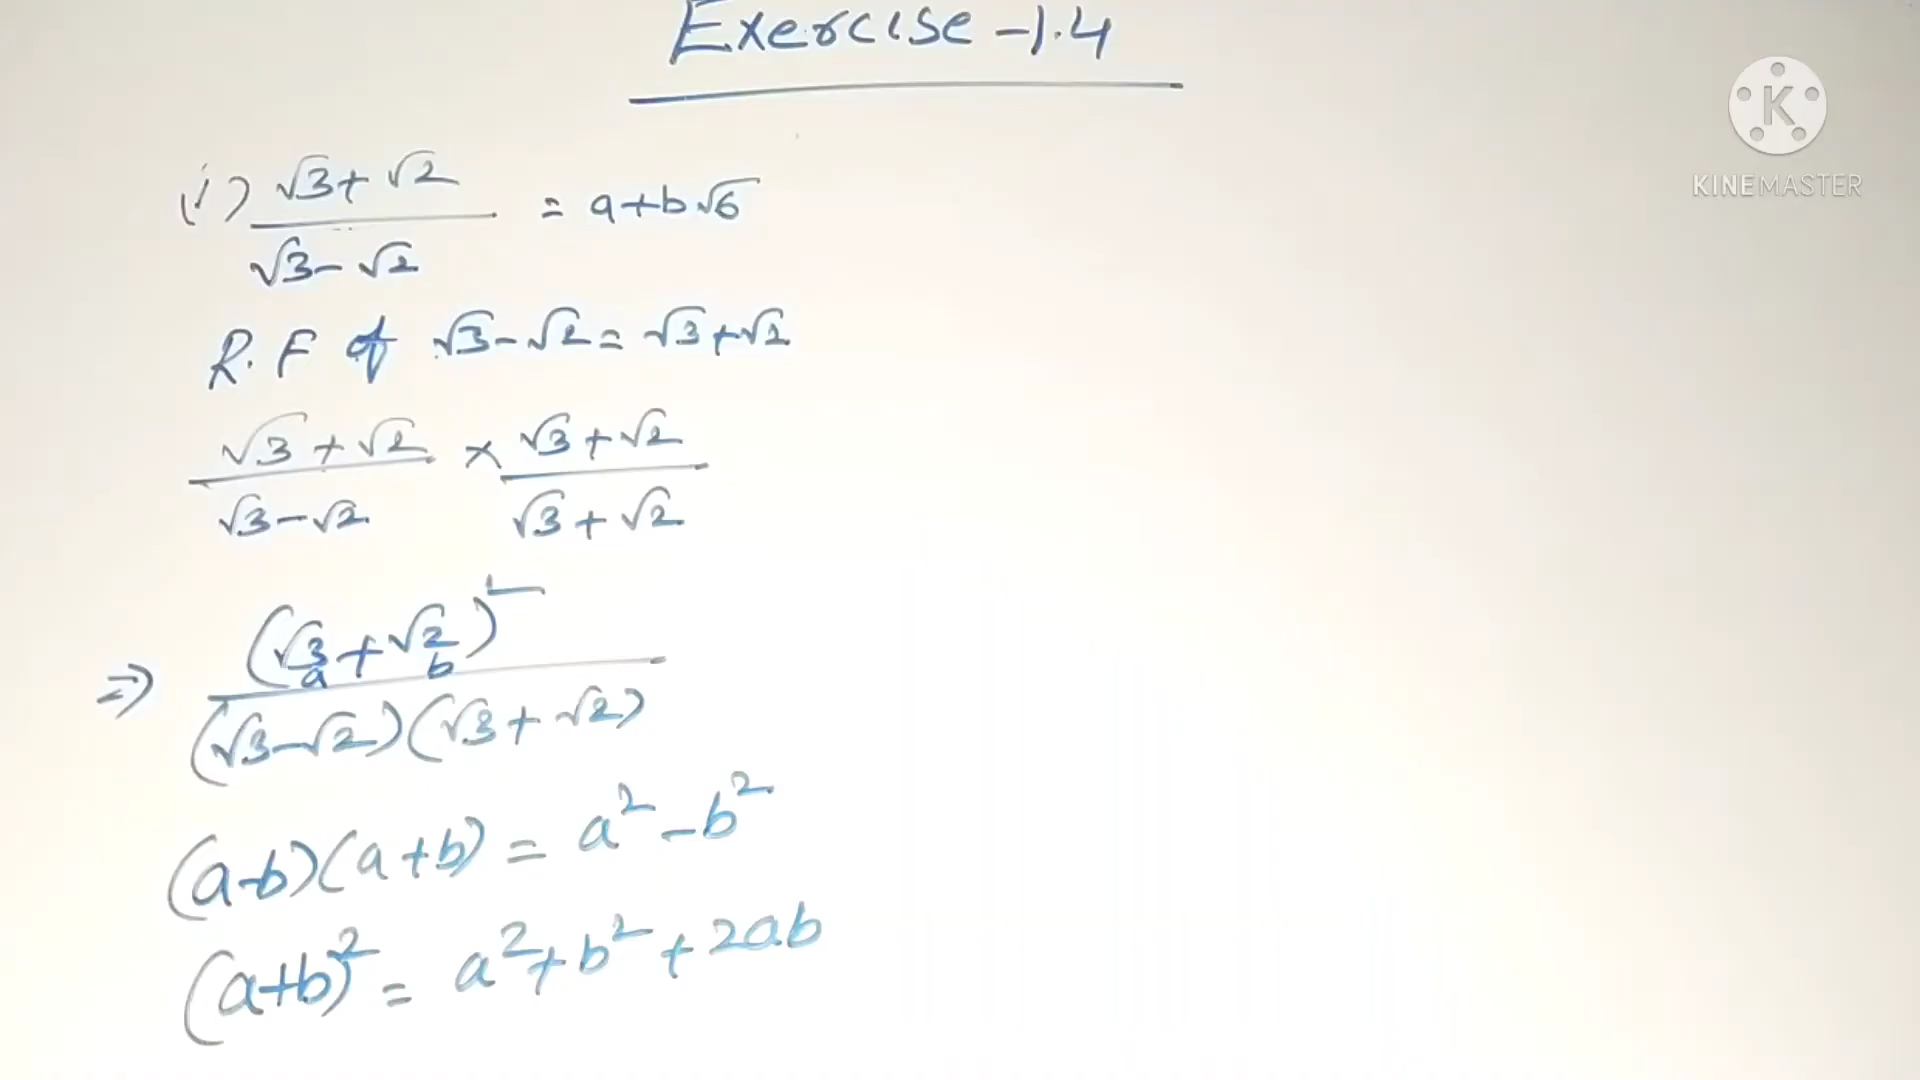 Exercise -1.4
K
KINEMASTER
(i) √3+√2 / √3-√2 = a+b√6
R.F of √3-√2 = √3+√2
√3+√2 / √3-√2 × √3+√2 / √3+√2
⇒ (√3+√2)² / (√3-√2)(√3+√2)
a b
(a-b)(a+b) = a²-b²
(a+b)² = a²+b²+2ab